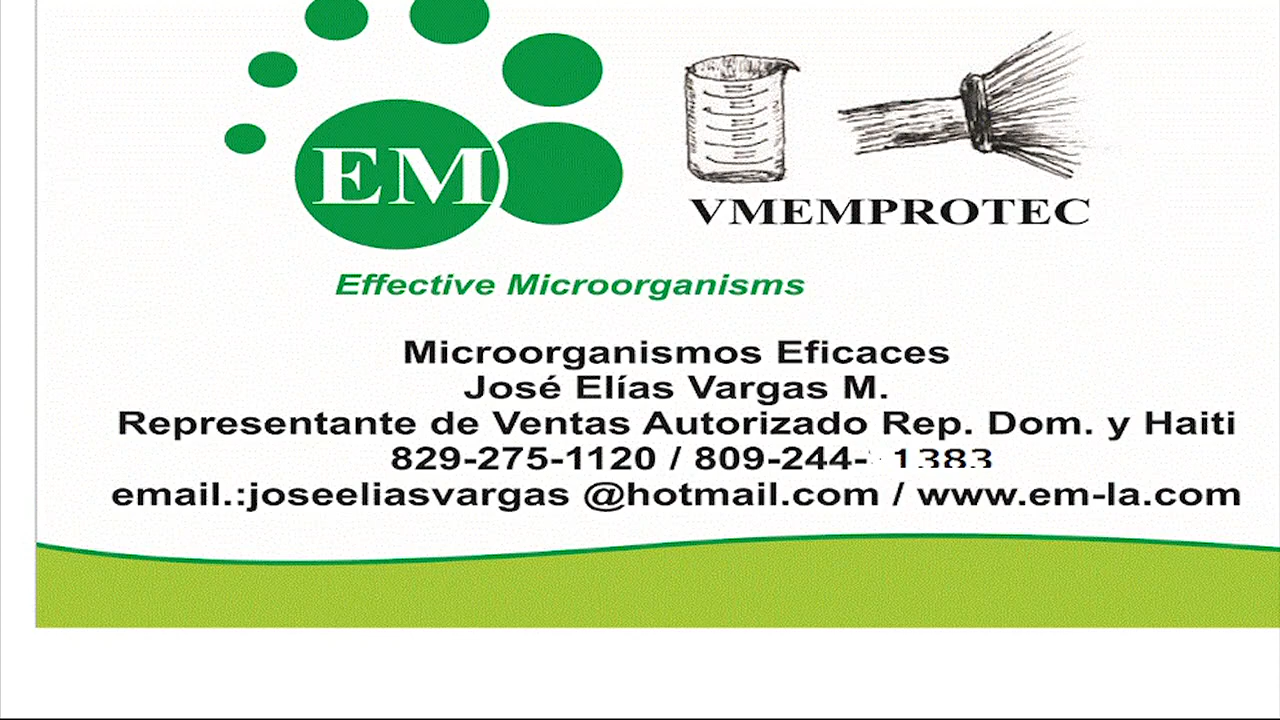 EM
VMEMPROTEC
Effective Microorganisms
Microorganismos Eficaces
José Elías Vargas M.
Representante de Ventas Autorizado Rep. Dom. y Haiti
829-275-1120 / 809-244- 1383
email.:joseeliasvargas @hotmail.com / www.em-la.com